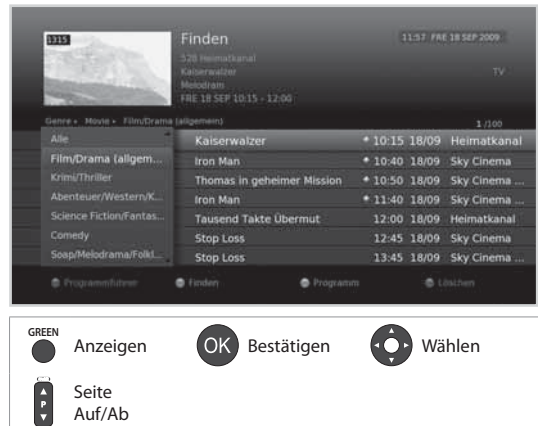 1315
Finden
11:57 FRE 18 SEP 2009
528 Heimatkanal
Kaiserwalzer
TV
Melodram
FRE 18 SEP 10:15 - 12:00
Genre Movie Film/Drama (allgemein)
1 /100
Alle
Kaiserwalzer 10:15 18/09 Heimatkanal
Film/Drama (allgem...
Iron Man 10:40 18/09 Sky Cinema
Krimi/Thriller
Thomas in geheimer Mission 10:50 18/09 Sky Cinema ...
Abenteuer/Western/K...
Iron Man 11:40 18/09 Sky Cinema ...
Science Fiction/Fantas...
Tausend Takte Übermut 12:00 18/09 Heimatkanal
Comedy
Stop Loss 12:45 18/09 Sky Cinema
Soap/Melodrama/Folkl...
Stop Loss 13:45 18/09 Sky Cinema ...
Programmführer Finden Programm Löschen
GREEN
Anzeigen
OK Bestätigen
Wählen
P
Seite
Auf/Ab